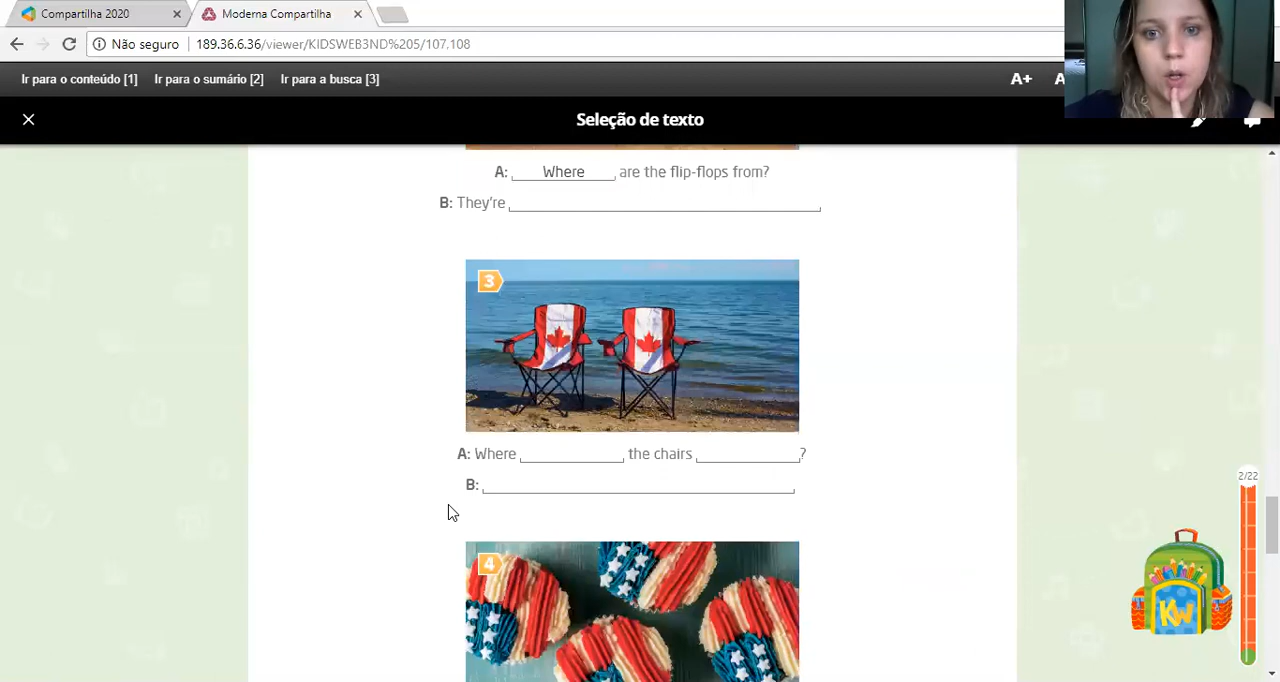 Compartilha 2020
Moderna Compartilha
Não seguro
189.36.6.36/viewer/KIDSWEB3ND%205/107.108
Ir para o conteúdo [1]
Ir para o sumário [2]
Ir para a busca [3]
A+
A
Seleção de texto
A: Where are the flip-flops from?
B: They're
3
A: Where the chairs ?
B:
2/22
4
KW